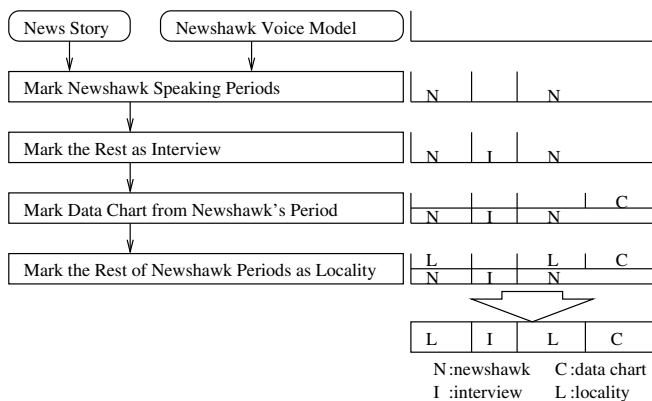 News Story Newshawk Voice Model
Mark Newshawk Speaking Periods
N N
Mark the Rest as Interview
N I N
C
Mark Data Chart from Newshawk's Period
N I N
L L C
Mark the Rest of Newshawk Periods as Locality
N I N
L I L C
N:newshawk C:data chart
I :interview L:locality